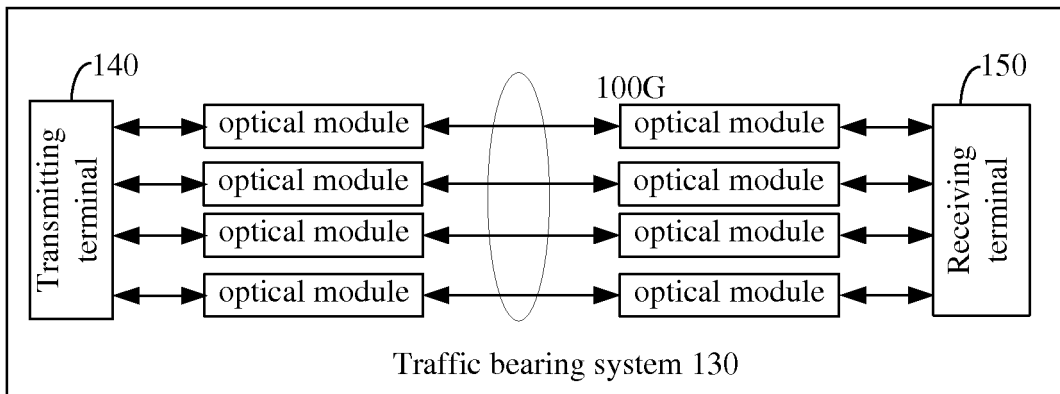 140
150
100G
Transmitting
terminal
optical module
optical module
optical module
optical module
optical module
optical module
optical module
optical module
Receiving
terminal
Traffic bearing system 130